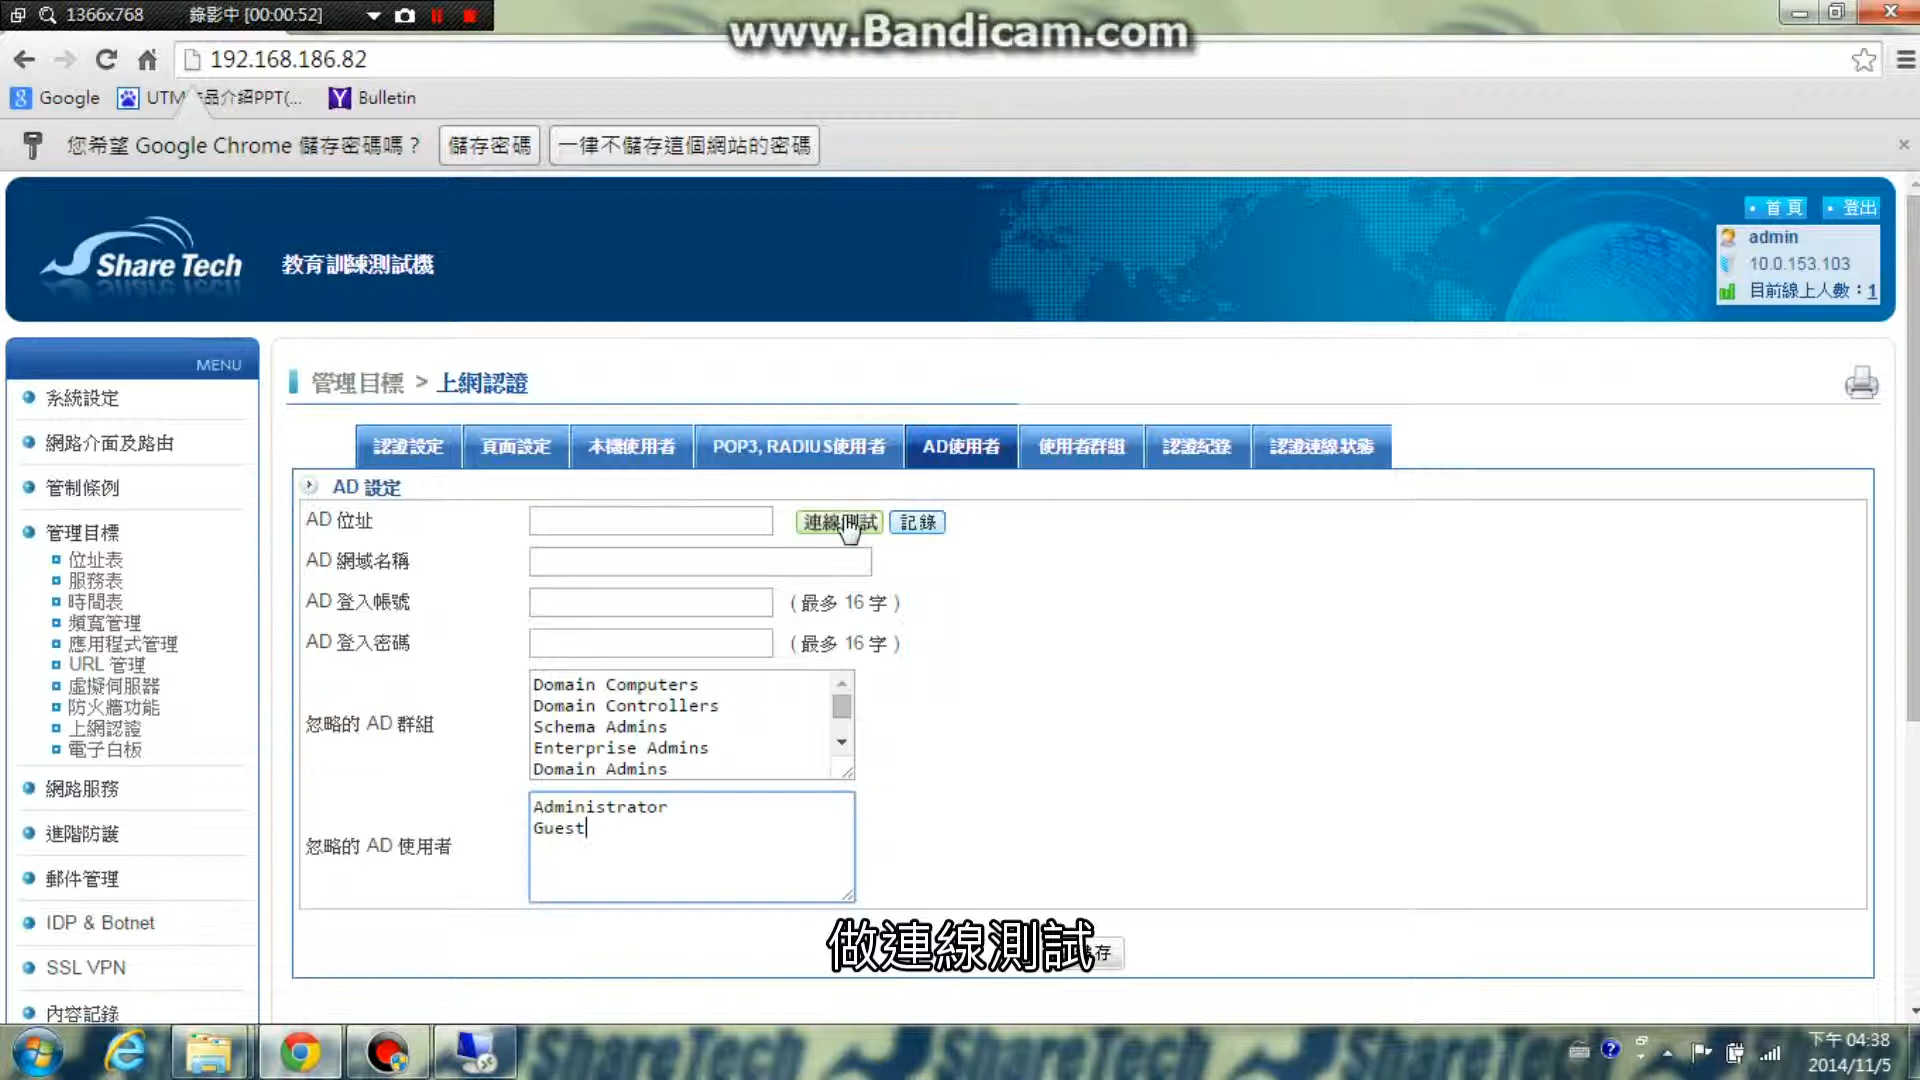 1366x768 錄影中 [00:00:52]
www.Bandicam.com
192.168.186.82
Google
Bulletin
您希望 Google Chrome 儲存密碼嗎？ 儲存密碼 一律不儲存這個網站的密碼
首頁 登出
admin
10.0.153.103
目前線上人數：1
ShareTech
教育訓練測試機
MENU
系統設定
網路介面及路由
管制條例
管理目標
位址表
服務表
時間表
頻寬管理
應用程式管理
URL 管理
虛擬伺服器
防火牆功能
上網認證
電子白板
網路服務
進階防護
郵件管理
IDP & Botnet
SSL VPN
內容記錄
管理目標 > 上網認證
認證設定 頁面設定 本機使用者 POP3, RADIUS使用者 AD使用者 使用者群組 認證紀錄 認證連線狀態
AD 設定
AD 位址 連線測試 記錄
AD 網域名稱
AD 登入帳號 （最多 16 字）
AD 登入密碼 （最多 16 字）
忽略的 AD 群組
Domain Computers
Domain Controllers
Schema Admins
Enterprise Admins
Domain Admins
忽略的 AD 使用者
Administrator
Guest
做連線測試
存
ShareTech ShareTech ShareTech
下午 04:38
2014/11/5